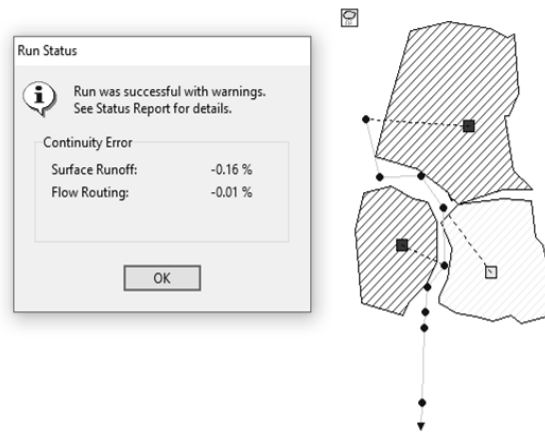 Run Status
Run was successful with warnings.
See Status Report for details.
Continuity Error
Surface Runoff: -0.16 %
Flow Routing: -0.01 %
OK